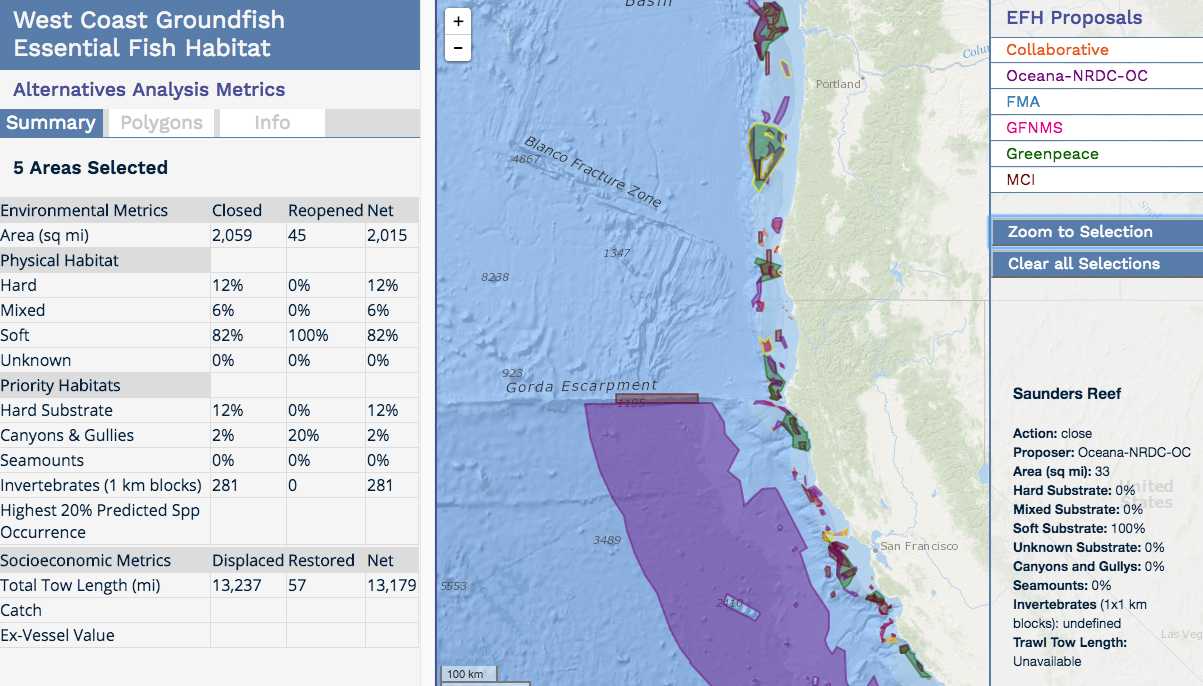 West Coast Groundfish
Essential Fish Habitat
Alternatives Analysis Metrics
Summary Polygons Info
5 Areas Selected
Environmental Metrics Closed Reopened Net
Area (sq mi) 2,059 45 2,015
Physical Habitat
Hard 12% 0% 12%
Mixed 6% 0% 6%
Soft 82% 100% 82%
Unknown 0% 0% 0%
Priority Habitats
Hard Substrate 12% 0% 12%
Canyons & Gullies 2% 20% 2%
Seamounts 0% 0% 0%
Invertebrates (1 km blocks) 281 0 281
Highest 20% Predicted Spp
Occurrence
Socioeconomic Metrics Displaced Restored Net
Total Tow Length (mi) 13,237 57 13,179
Catch
Ex-Vessel Value
+
−
Basin
Portland
Blanco Fracture Zone
4867
1347
8238
923
Gorda Escarpment
1195
3489
San Francisco
5553
2410
100 km
EFH Proposals
Collaborative
Oceana-NRDC-OC
FMA
GFNMS
Greenpeace
MCI
Zoom to Selection
Clear all Selections
Saunders Reef
Action: close
Proposer: Oceana-NRDC-OC
Area (sq mi): 33
Hard Substrate: 0%
Mixed Substrate: 0%
Soft Substrate: 100%
Unknown Substrate: 0%
Canyons and Gullys: 0%
Seamounts: 0%
Invertebrates (1x1 km
blocks): undefined
Trawl Tow Length:
Unavailable
United
States
Las Veg